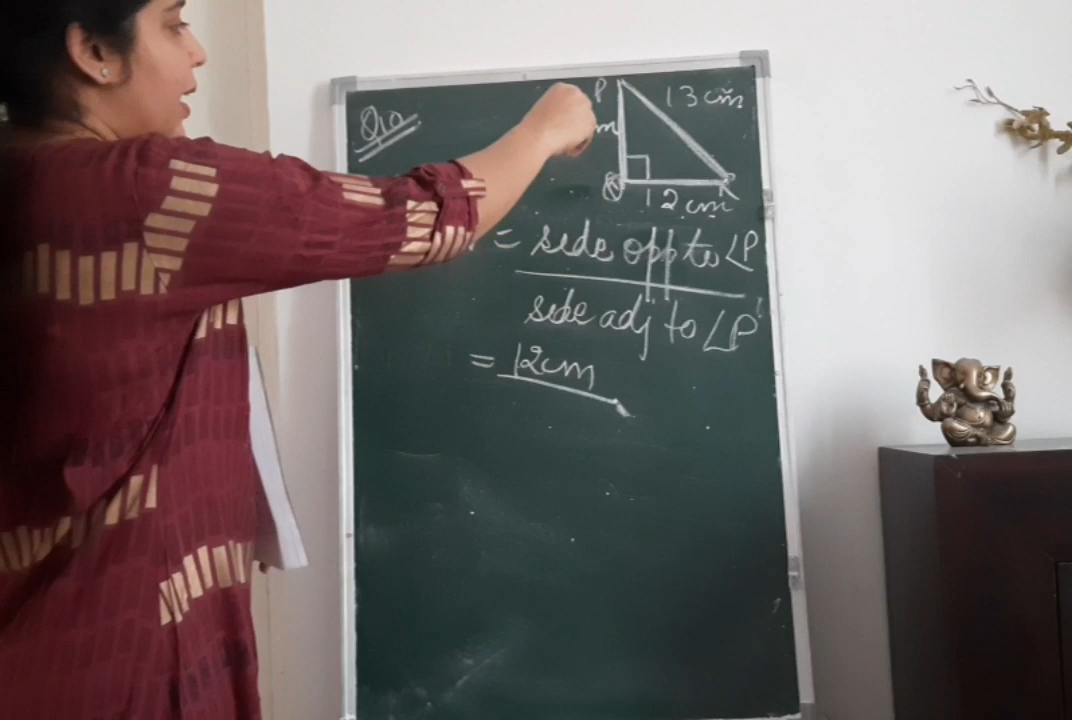 Q10
P 13 cm
m
Q 12 cm R
= side opp to ∠P
side adj to ∠P
= 12cm